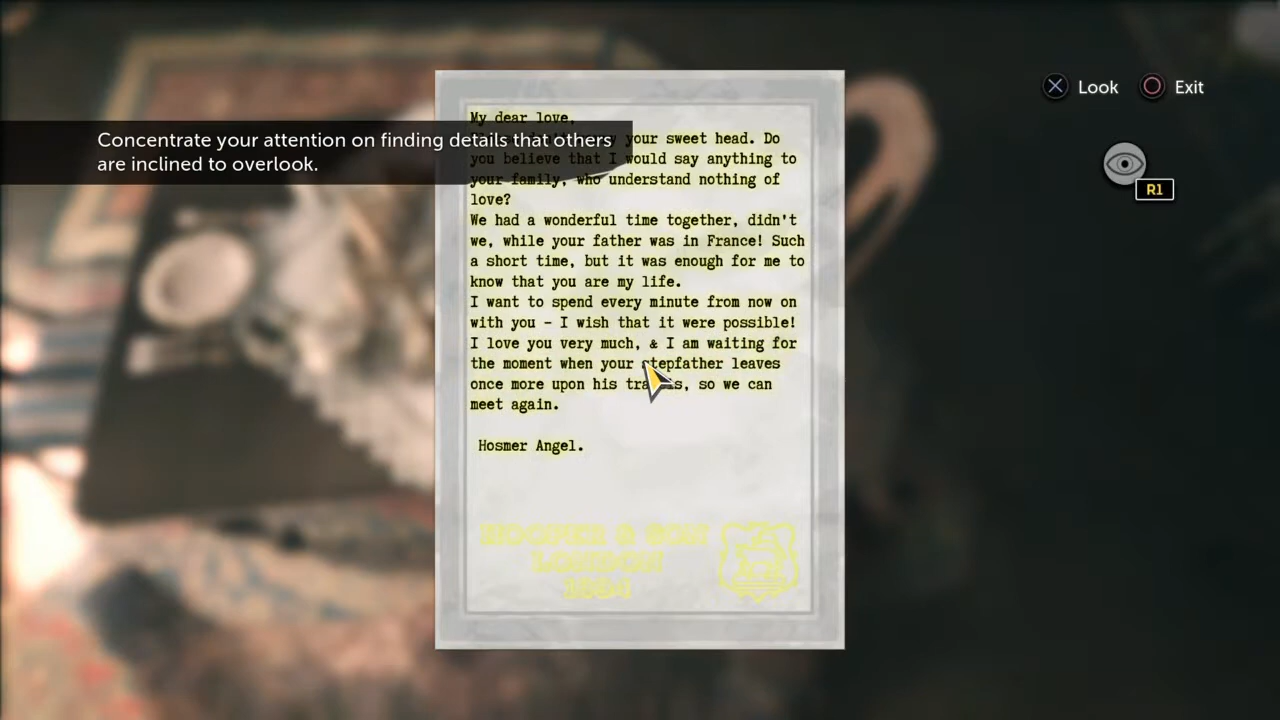 Look
Exit
R1
Concentrate your attention on finding details that others
are inclined to overlook.
My dear love,
your sweet head. Do
you believe that I would say anything to
your family, who understand nothing of
love?
We had a wonderful time together, didn't
we, while your father was in France! Such
a short time, but it was enough for me to
know that you are my life.
I want to spend every minute from now on
with you - I wish that it were possible!
I love you very much, & I am waiting for
the moment when your stepfather leaves
once more upon his so we can
meet again.
Hosmer Angel.
& SON
LONDON
1894